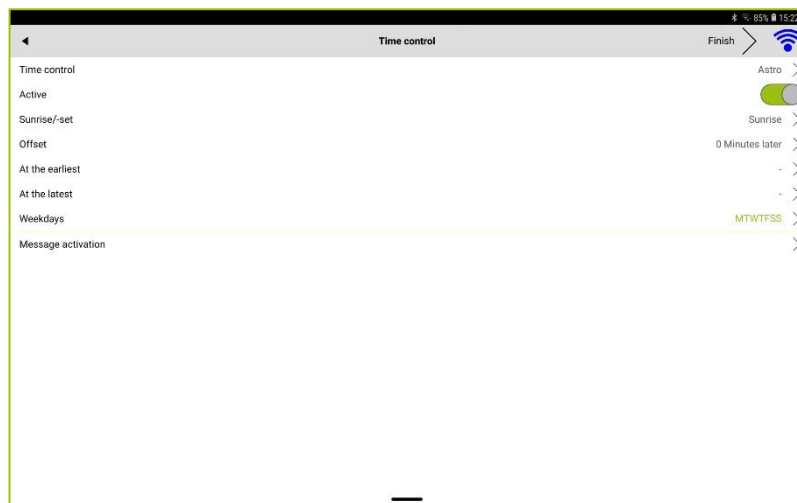 85% 15:22
Time control Finish
Time control Astro
Active
Sunrise/-set Sunrise
Offset 0 Minutes later
At the earliest -
At the latest -
Weekdays MTWTFSS
Message activation